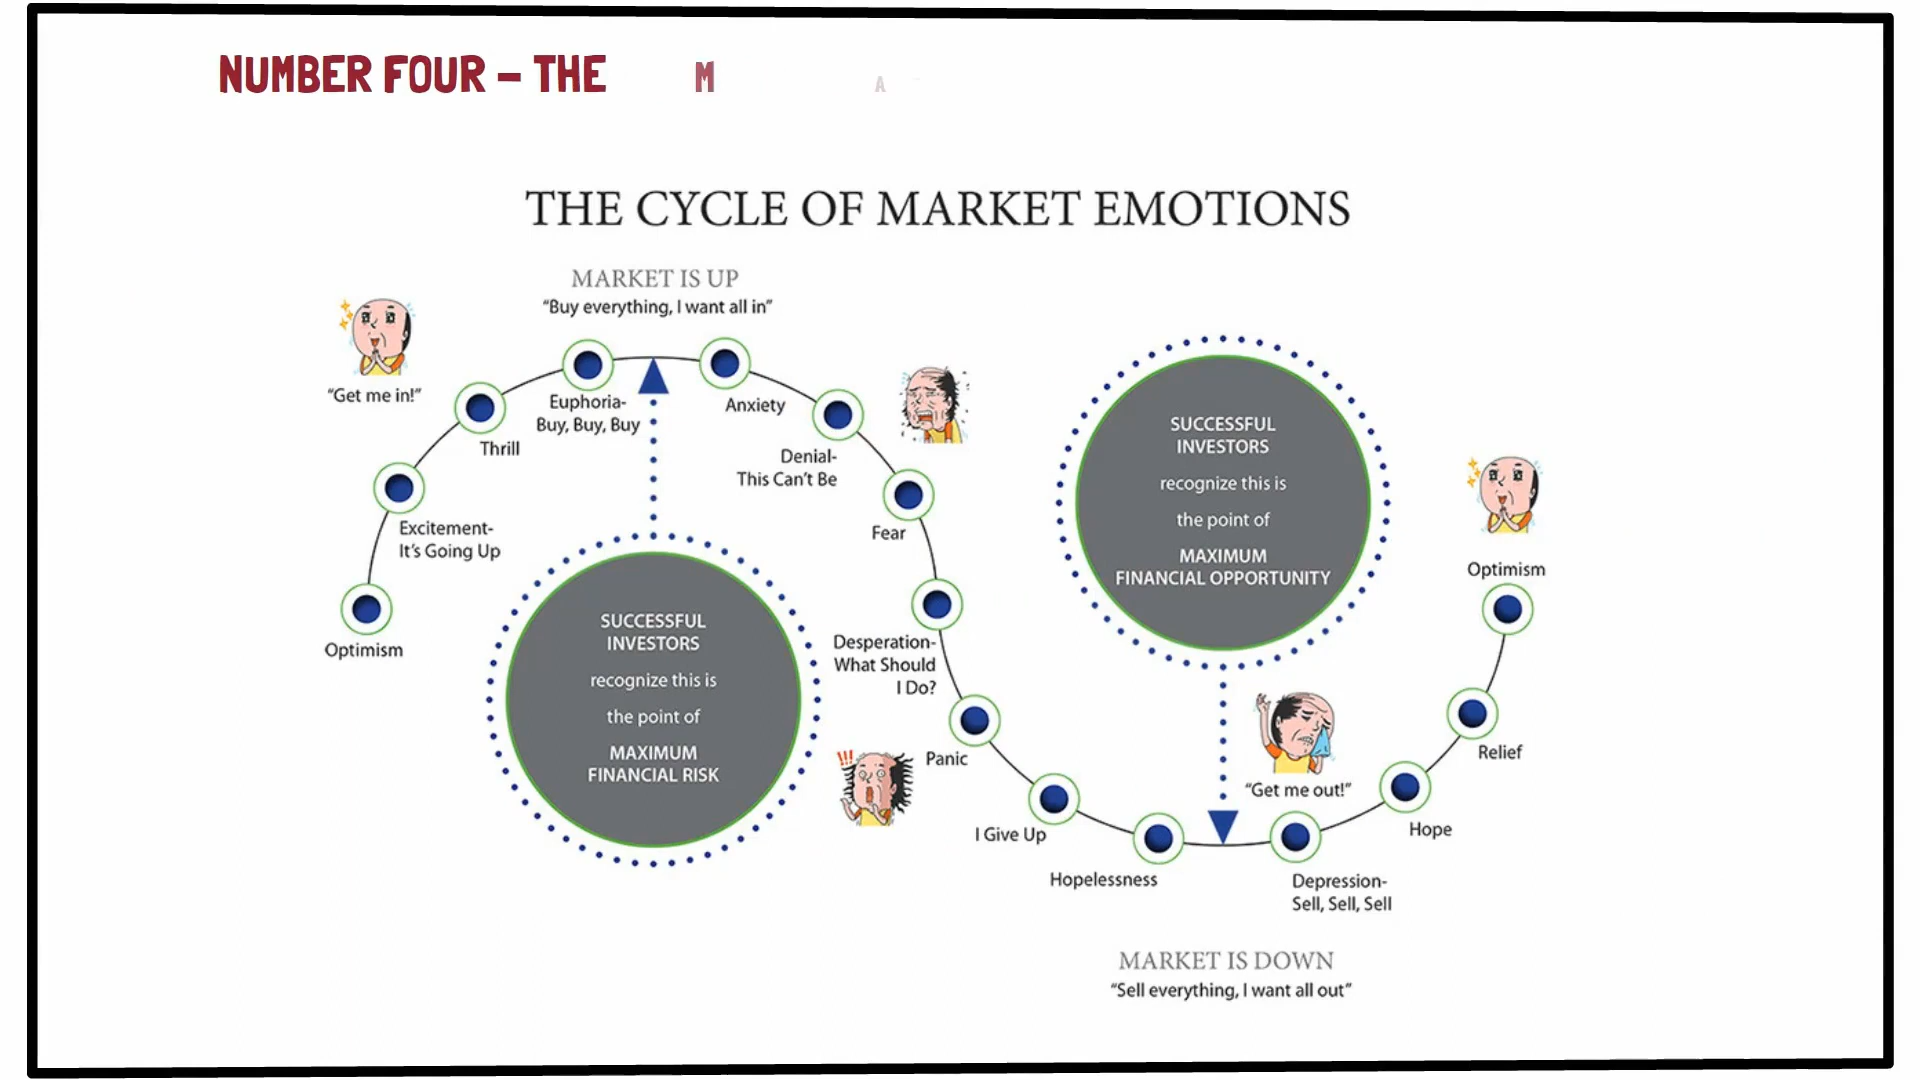 NUMBER FOUR – THE M A
THE CYCLE OF MARKET EMOTIONS
MARKET IS UP
“Buy everything, I want all in”
“Get me in!”
Euphoria-
Buy, Buy, Buy
Anxiety
Thrill
Denial-
This Can’t Be
Excitement-
It’s Going Up
Fear
Optimism
SUCCESSFUL
INVESTORS
recognize this is
the point of
MAXIMUM
FINANCIAL RISK
Desperation-
What Should
I Do?
Panic
!!!
I Give Up
Hopelessness
SUCCESSFUL
INVESTORS
recognize this is
the point of
MAXIMUM
FINANCIAL OPPORTUNITY
“Get me out!”
Depression-
Sell, Sell, Sell
Hope
Relief
Optimism
MARKET IS DOWN
“Sell everything, I want all out”